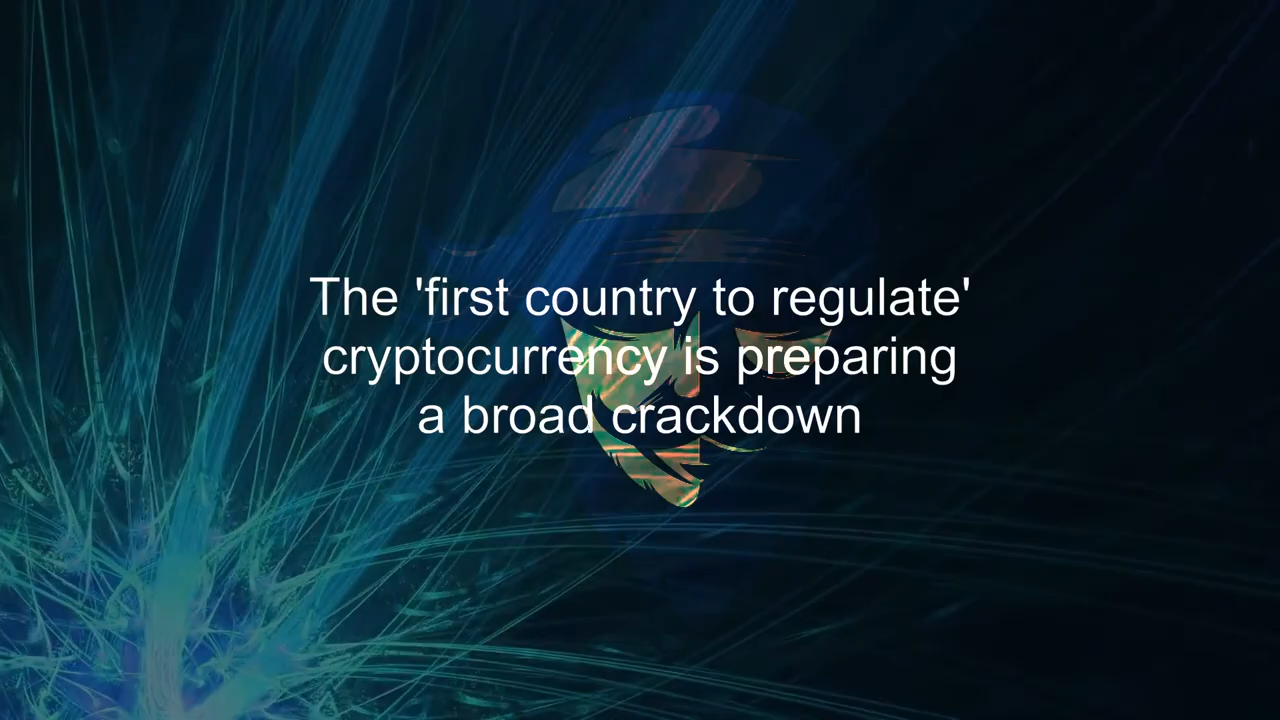 The 'first country to regulate'
cryptocurrency is preparing
a broad crackdown